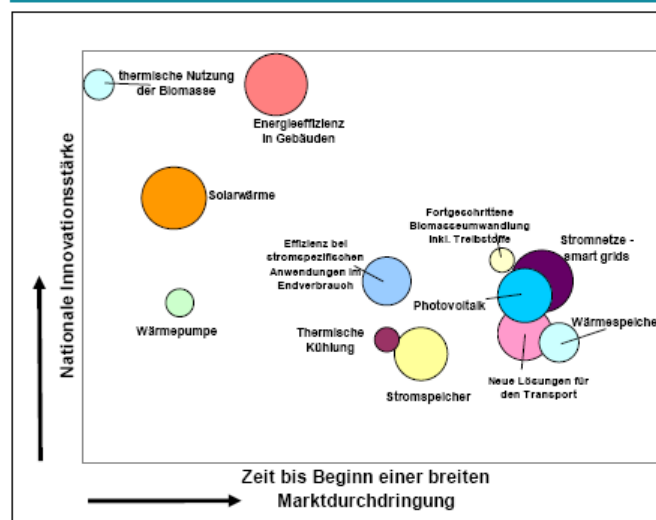 thermische Nutzung
der Biomasse
Energieeffizienz
in Gebäuden
Solarwärme
Fortgeschrittene
Biomasseumwandlung
inkl. Treibstoffe
Stromnetze -
smart grids
Effizienz bei
stromspezifischen
Anwendungen im
Endverbrauch
Photovoltaik
Wärmepumpe
Thermische
Kühlung
Wärmespeicher
Stromspeicher
Neue Lösungen für
den Transport
Nationale Innovationsstärke
Zeit bis Beginn einer breiten
Marktdurchdringung